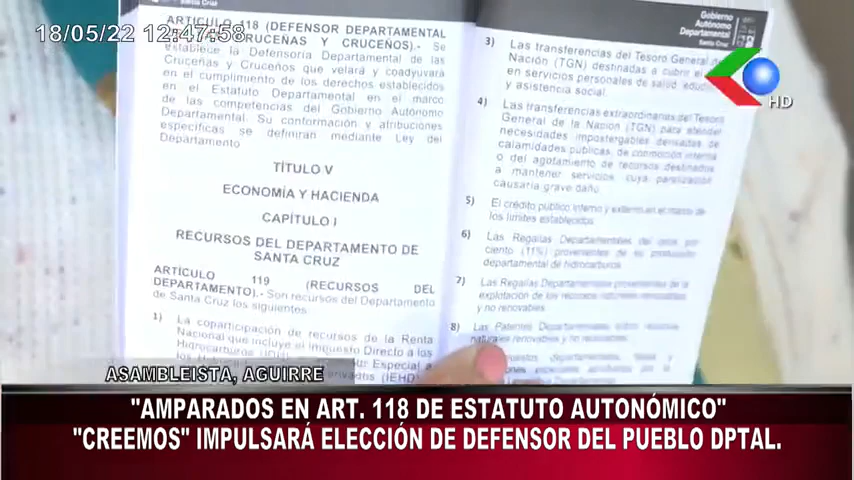 18/05/22 12:47:58
Santa Cruz
ARTÍCULO 118 (DEFENSOR DEPARTAMENTAL
CRUCEÑAS Y CRUCEÑOS).- Se
establece la Defensoría Departamental de las
Cruceñas y Cruceños que velará y coadyuvará
en el cumplimiento de los derechos establecidos
en el Estatuto Departamental en el marco
de las competencias del Gobierno Autónomo
Departamental. Su conformación y atribuciones
específicas se definirán mediante Ley del
Departamento
TÍTULO V
ECONOMÍA Y HACIENDA
CAPÍTULO I
RECURSOS DEL DEPARTAMENTO DE
SANTA CRUZ
ARTÍCULO 119 (RECURSOS DEL
DEPARTAMENTO).- Son recursos del Departamento
de Santa Cruz los siguientes
1) La coparticipación de recursos de la Renta
Nacional que incluye el Impuesto Directo a los
Hidrocarburos (IDH)
Especial a
(IEHD)
Gobierno
Autónomo
Departamental
Santa Cruz
3) Las transferencias del Tesoro General de
Nación (TGN) destinadas a cubrir el
en servicios personales de salud,
y asistencia social.
4) Las transferencias extraordinarias del Tesoro
General de la Nación (TGN) para atender
necesidades impostergables derivadas de
calamidades públicas, de conmoción interna
o del agotamiento de recursos destinados
a mantener servicios cuya paralización
causaría grave daño
5) El crédito público interno y externo en el marco de
los límites establecidos
6) Las Regalías Departamentales del once por
ciento (11%) provenientes de su producción
departamental de hidrocarburos
7) Las Regalías Departamentales provenientes de la
explotación de los recursos naturales renovables
y no renovables.
8) Las Patentes Departamentales sobre recursos
naturales renovables y no renovables.
HD
ASAMBLEISTA, AGUIRRE
"AMPARADOS EN ART. 118 DE ESTATUTO AUTONÓMICO"
"CREEMOS" IMPULSARÁ ELECCIÓN DE DEFENSOR DEL PUEBLO DPTAL.